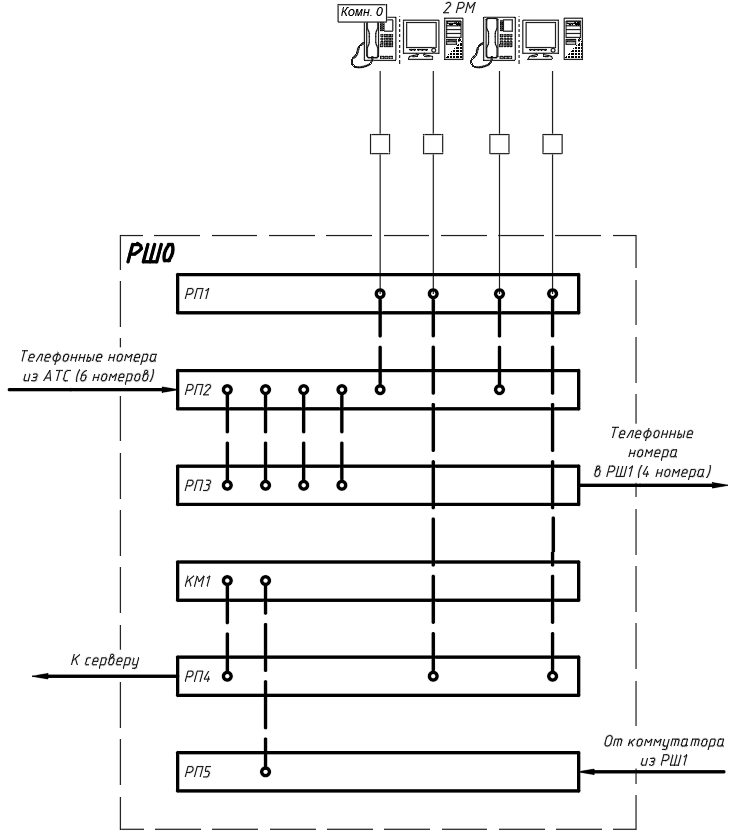 Комн. 0
2 РМ
РШ0
РП1
Телефонные номера
из АТС (6 номеров)
РП2
Телефонные
номера
в РШ1 (4 номера)
РП3
КМ1
К серверу
РП4
От коммутатора
из РШ1
РП5